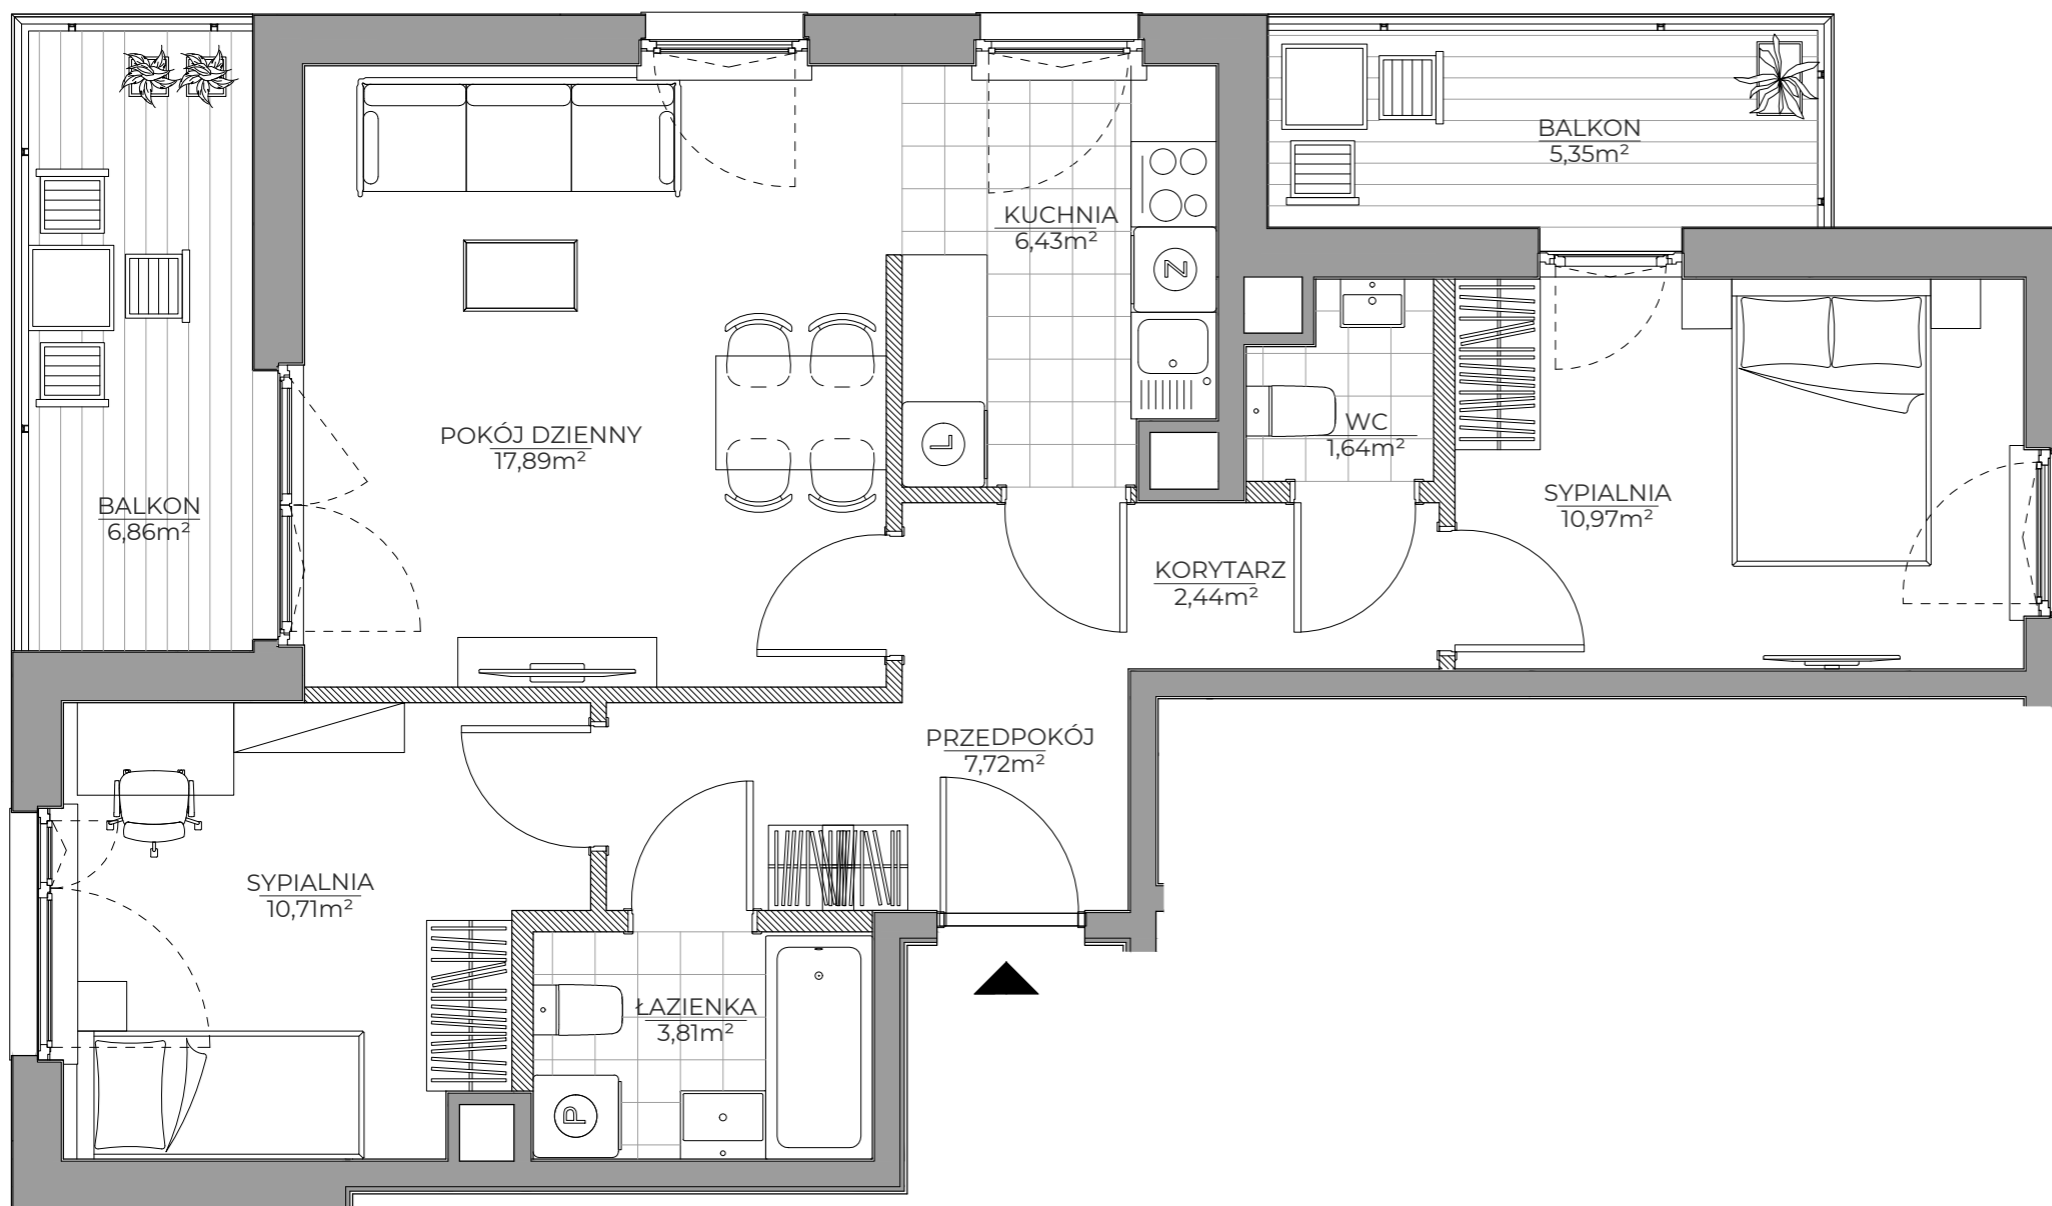 BALKON
5,35m²
KUCHNIA
6,43m²
Z
WC
1,64m²
POKÓJ DZIENNY
17,89m²
L
BALKON
6,86m²
SYPIALNIA
10,97m²
KORYTARZ
2,44m²
PRZEDPOKÓJ
7,72m²
SYPIALNIA
10,71m²
ŁAZIENKA
3,81m²
P